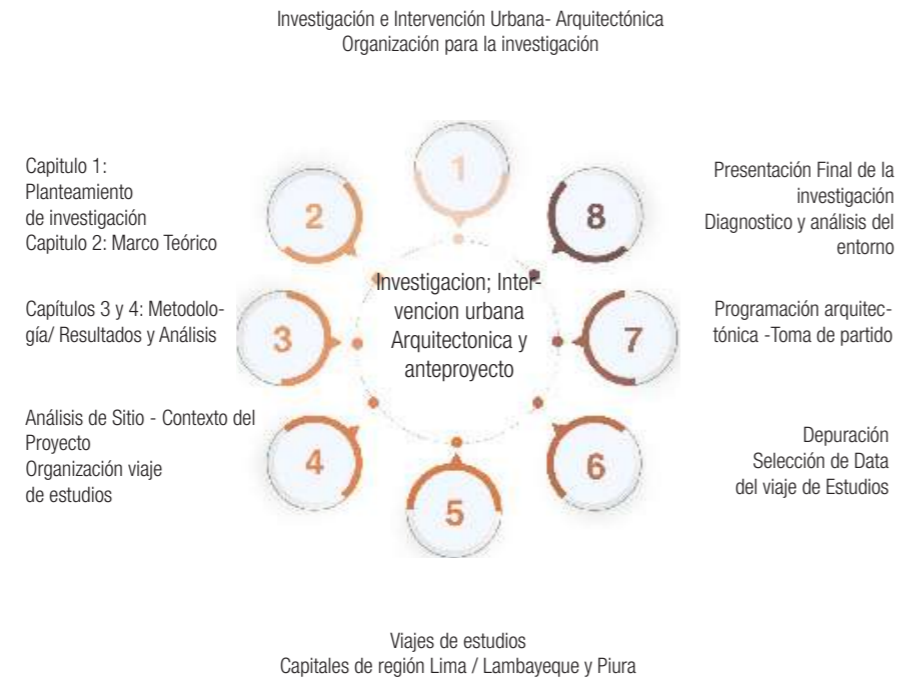 Investigación e Intervención Urbana- Arquitectónica
Organización para la investigación
1
Capitulo 1:
Planteamiento
de investigación
Capitulo 2: Marco Teórico
2
8
Presentación Final de la
investigación
Diagnostico y análisis del
entorno
Capítulos 3 y 4: Metodolo-
gía/ Resultados y Análisis
3
Investigacion; Inter-
vencion urbana
Arquitectonica y
anteproyecto
7
Programación arquitec-
tónica -Toma de partido
Análisis de Sitio - Contexto del
Proyecto
Organización viaje
de estudios
4
5
6
Depuración
Selección de Data
del viaje de Estudios
Viajes de estudios
Capitales de región Lima / Lambayeque y Piura